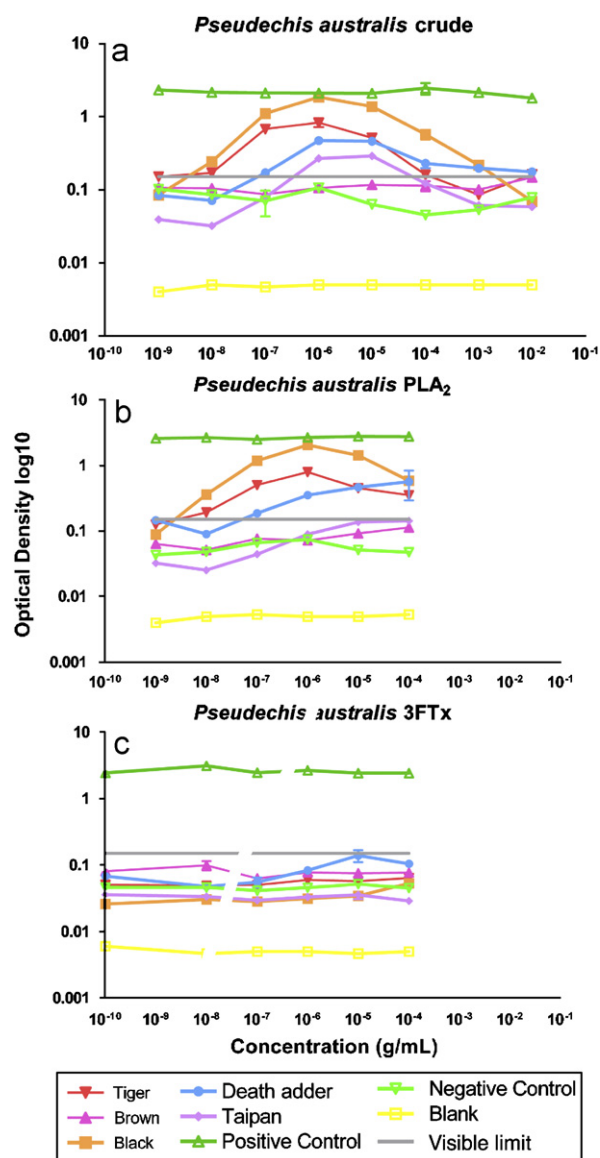 Pseudechis australis crude
a
10
1
0.1
0.01
0.001
10-10 10-9 10-8 10-7 10-6 10-5 10-4 10-3 10-2 10-1
Pseudechis australis PLA2
b
10
1
0.1
0.01
0.001
10-10 10-9 10-8 10-7 10-6 10-5 10-4 10-3 10-2 10-1
Optical Density log10
Pseudechis australis 3FTx
c
10
1
0.1
0.01
0.001
10-10 10-9 10-8 10-7 10-6 10-5 10-4 10-3 10-2 10-1
Concentration (g/mL)
Tiger Death adder Negative Control
Brown Taipan Blank
Black Positive Control Visible limit